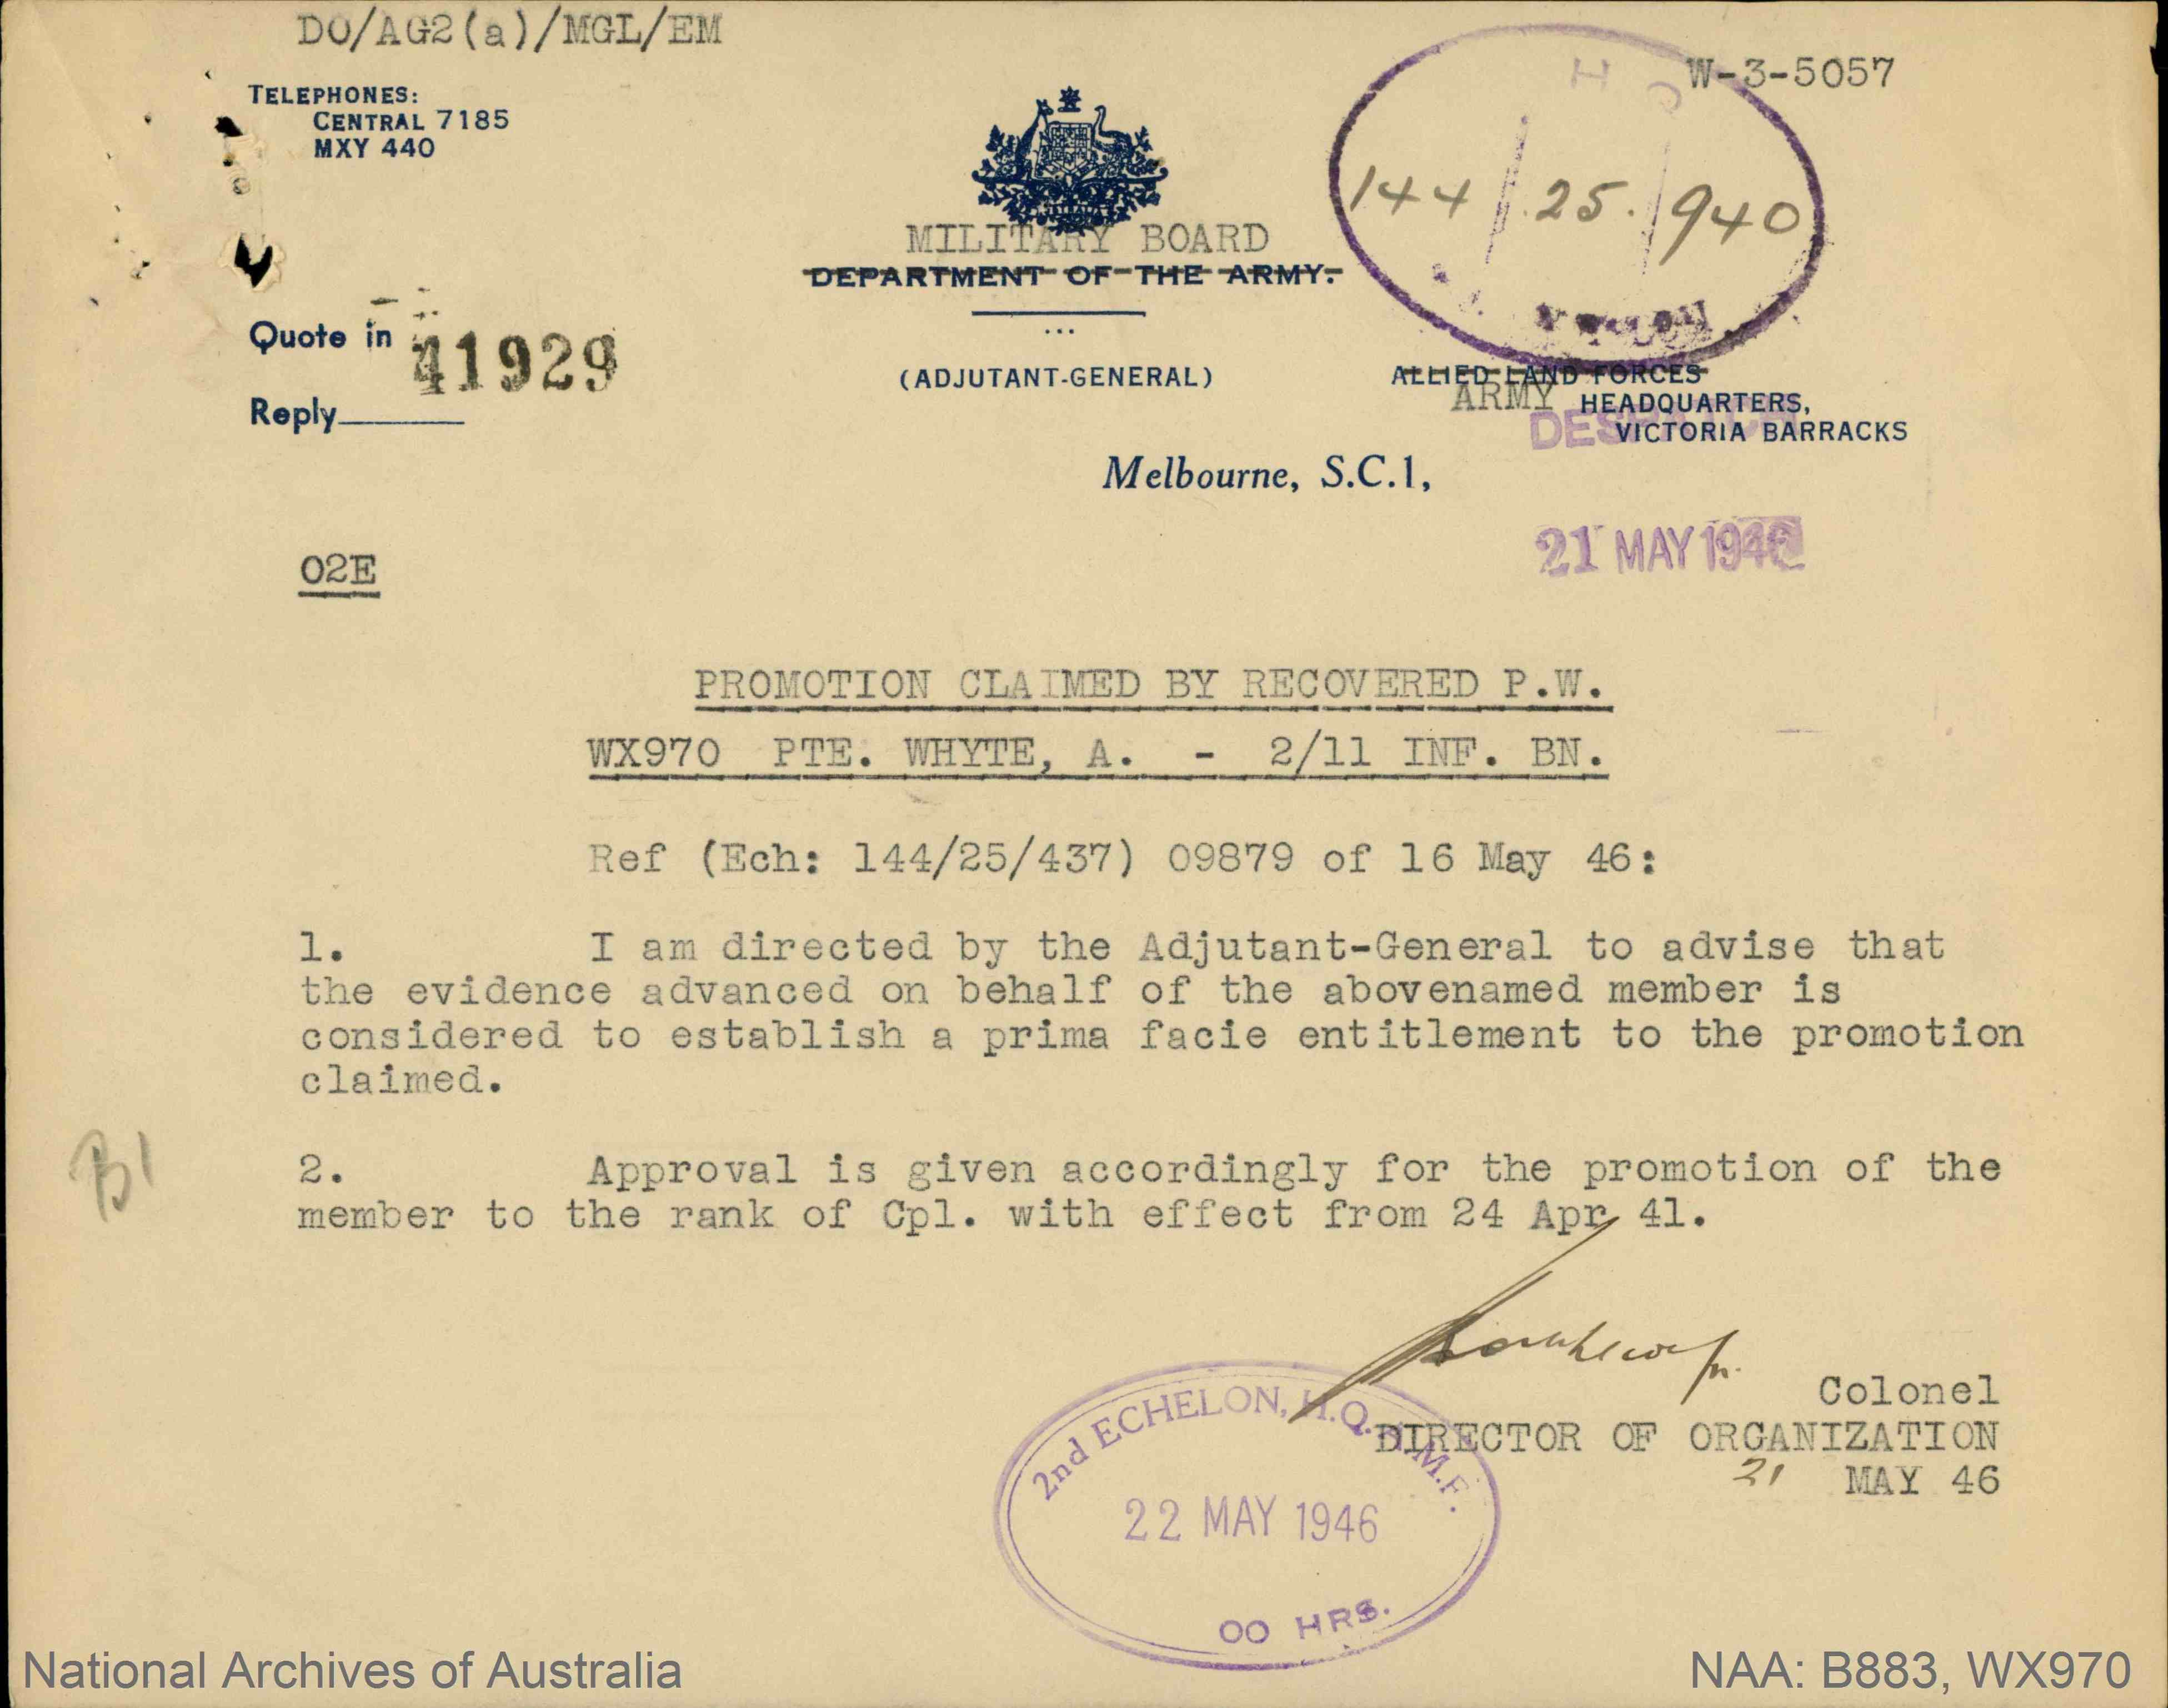 DO/AG2(a)/MGL/EM
W-3-5057
TELEPHONES:
CENTRAL 7185
MXY 440
144 / 25. / 940
MILITARY BOARD
DEPARTMENT OF THE ARMY.
Quote in
41929
Reply
...
(ADJUTANT-GENERAL)
ALLIED LAND FORCES
ARMY HEADQUARTERS,
VICTORIA BARRACKS
Melbourne, S.C.1,
21 MAY 1946
02E
PROMOTION CLAIMED BY RECOVERED P.W.
WX970 PTE. WHYTE, A. - 2/11 INF. BN.
Ref (Ech: 144/25/437) 09879 of 16 May 46:
1. I am directed by the Adjutant-General to advise that
the evidence advanced on behalf of the abovenamed member is
considered to establish a prima facie entitlement to the promotion
claimed.
B1
2. Approval is given accordingly for the promotion of the
member to the rank of Cpl. with effect from 24 Apr 41.
Colonel
DIRECTOR OF ORGANIZATION
21 MAY 46
2nd ECHELON, H.Q. M.F.
22 MAY 1946
00 HRS.
National Archives of Australia
NAA: B883, WX970